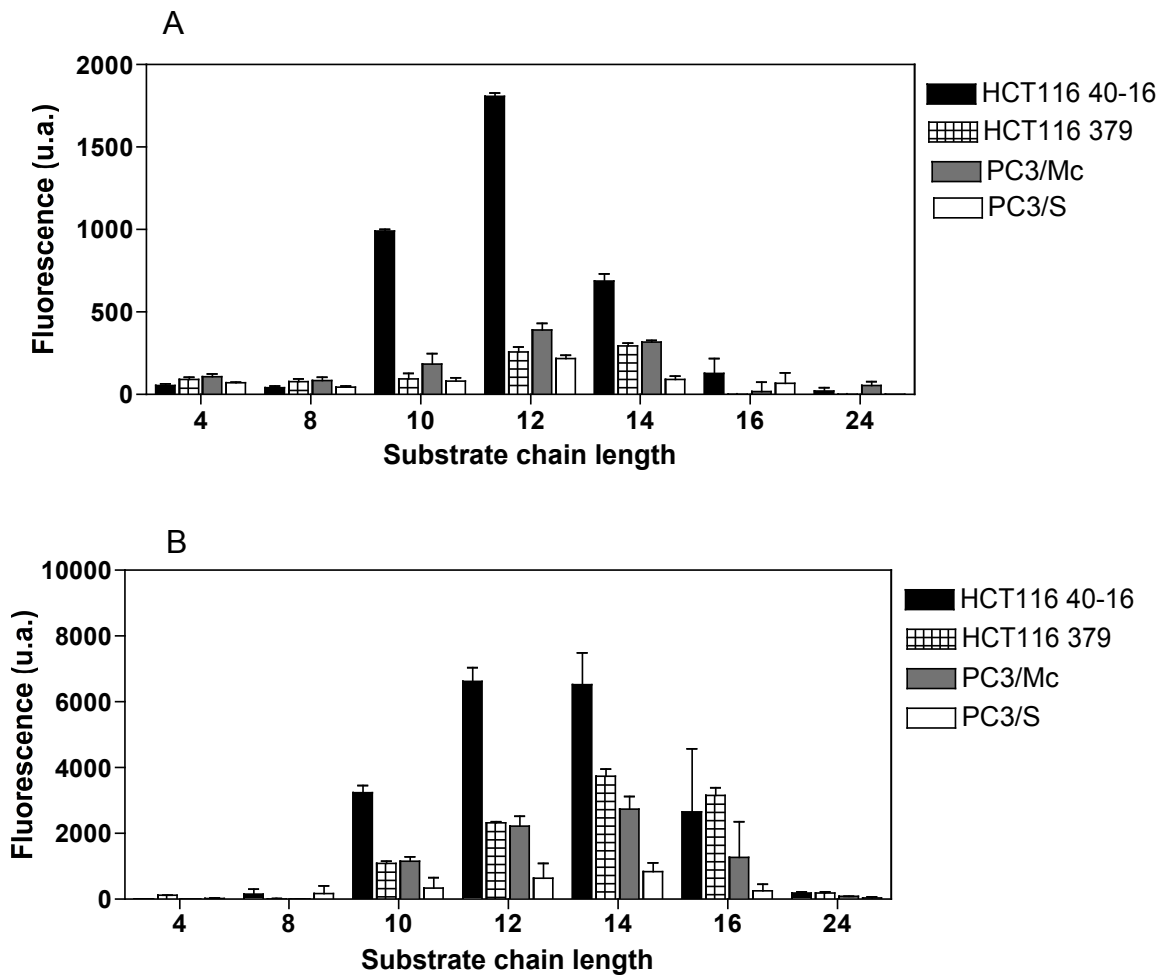 A
2000
1500
1000
500
0
Fluorescence (u.a.)
4 8 10 12 14 16 24
Substrate chain length
HCT116 40-16
HCT116 379
PC3/Mc
PC3/S
B
10000
8000
6000
4000
2000
0
Fluorescence (u.a.)
4 8 10 12 14 16 24
Substrate chain length
HCT116 40-16
HCT116 379
PC3/Mc
PC3/S